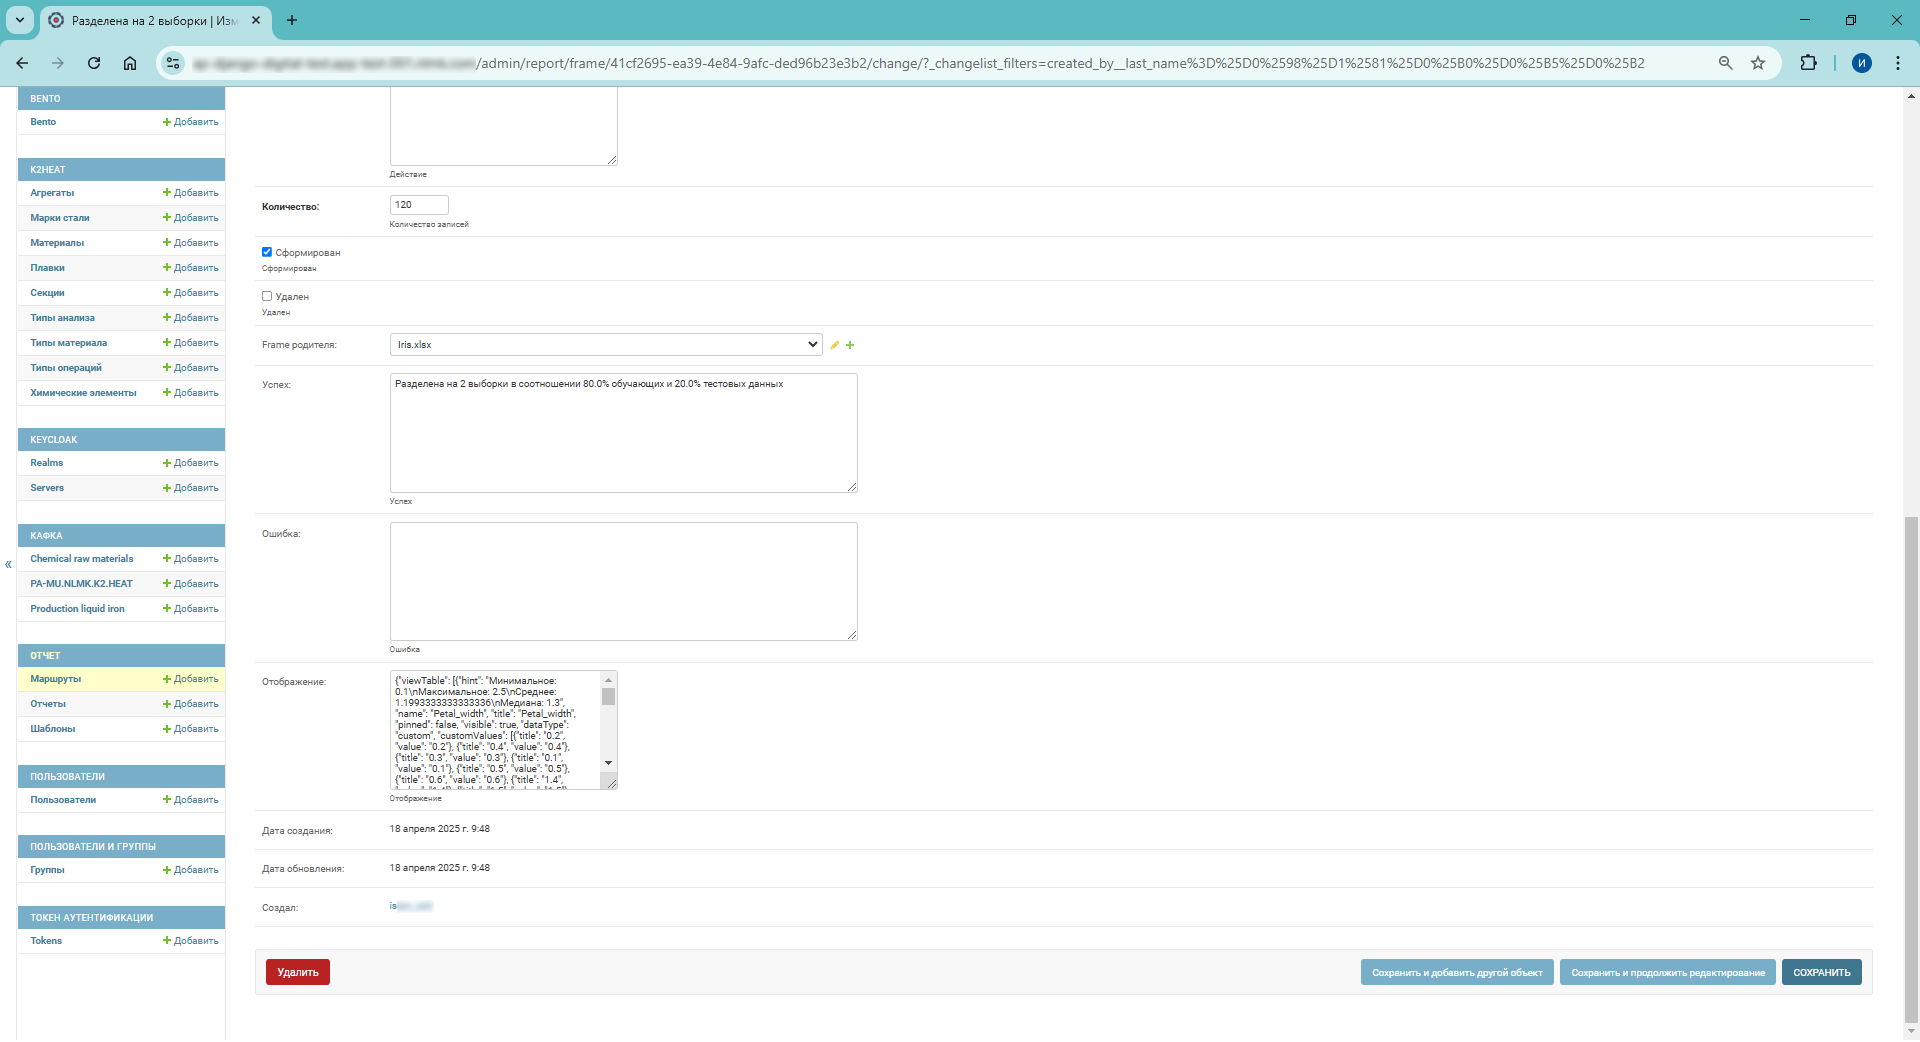 Разделена на 2 выборки | Изм
/admin/report/frame/41cf2695-ea39-4e84-9afc-ded96b23e3b2/change/?_changelist_filters=created_by__last_name%3D%25D0%2598%25D1%2581%25D0%25B0%25D0%25B5%25D0%25B2
И
BENTO
Bento
Добавить
K2HEAT
Агрегаты
Добавить
Марки стали
Добавить
Материалы
Добавить
Плавки
Добавить
Секции
Добавить
Типы анализа
Добавить
Типы материала
Добавить
Типы операций
Добавить
Химические элементы
Добавить
KEYCLOAK
Realms
Добавить
Servers
Добавить
КАФКА
Chemical raw materials
Добавить
PA-MU.NLMK.K2.HEAT
Добавить
Production liquid iron
Добавить
ОТЧЕТ
Маршруты
Добавить
Отчеты
Добавить
Шаблоны
Добавить
ПОЛЬЗОВАТЕЛИ
Пользователи
Добавить
ПОЛЬЗОВАТЕЛИ И ГРУППЫ
Группы
Добавить
ТОКЕН АУТЕНТИФИКАЦИИ
Tokens
Добавить
«
Действие
Количество:
120
Количество записей
Сформирован
Сформирован
Удален
Удален
Frame родителя:
Iris.xlsx
Успех:
Разделена на 2 выборки в соотношении 80.0% обучающих и 20.0% тестовых данных
Успех
Ошибка:
Ошибка
Отображение:
{"viewTable": [{"hint": "Минимальное:
0.1\nМаксимальное: 2.5\nСреднее:
1.1993333333333336\nМедиана: 1.3",
"name": "Petal_width", "title": "Petal_width",
"pinned": false, "visible": true, "dataType":
"custom", "customValues": [{"title": "0.2",
"value": "0.2"}, {"title": "0.4", "value": "0.4"},
{"title": "0.3", "value": "0.3"}, {"title": "0.1",
"value": "0.1"}, {"title": "0.5", "value": "0.5"},
{"title": "0.6", "value": "0.6"}, {"title": "1.4",
Отображение
Дата создания:
18 апреля 2025 г. 9:48
Дата обновления:
18 апреля 2025 г. 9:48
Создал:
Удалить
Сохранить и добавить другой объект
Сохранить и продолжить редактирование
СОХРАНИТЬ